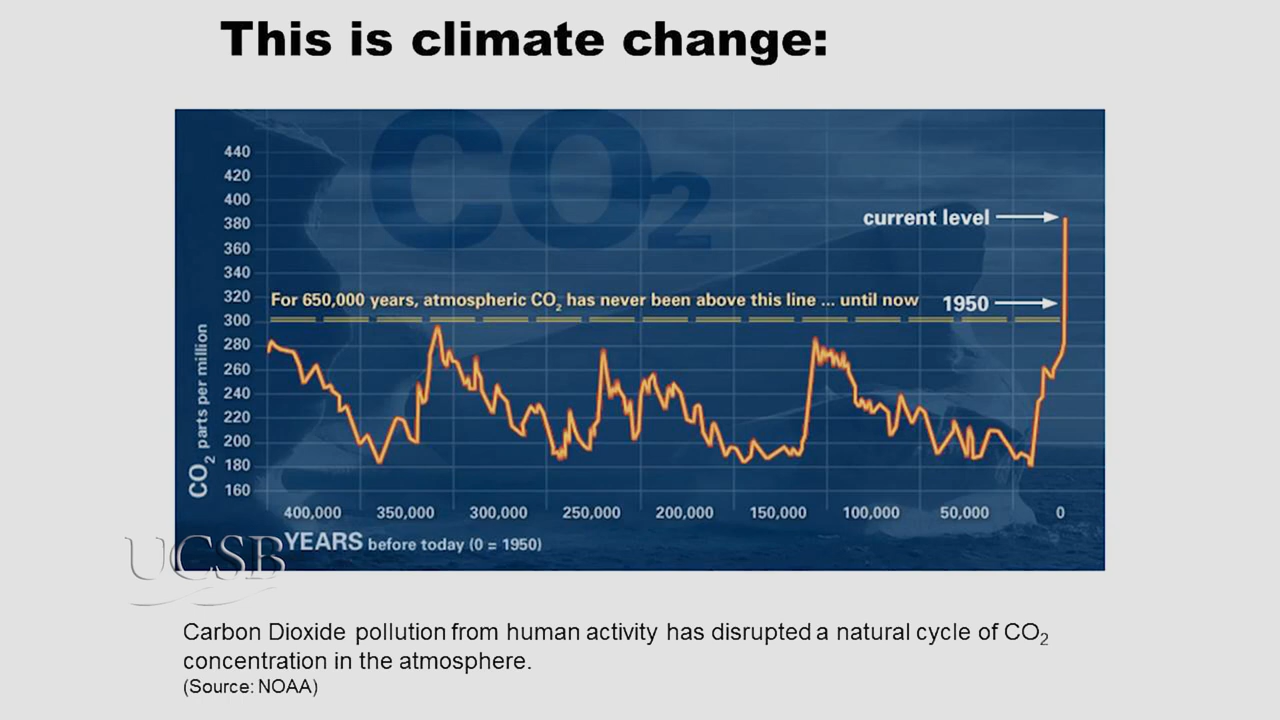 This is climate change:
CO2
440
420
400
380
360
340
320
300
280
260
240
220
200
180
160
CO2 parts per million
current level
For 650,000 years, atmospheric CO2 has never been above this line ... until now
1950
400,000 350,000 300,000 250,000 200,000 150,000 100,000 50,000 0
YEARS before today (0 = 1950)
UCSB
Carbon Dioxide pollution from human activity has disrupted a natural cycle of CO2
concentration in the atmosphere.
(Source: NOAA)